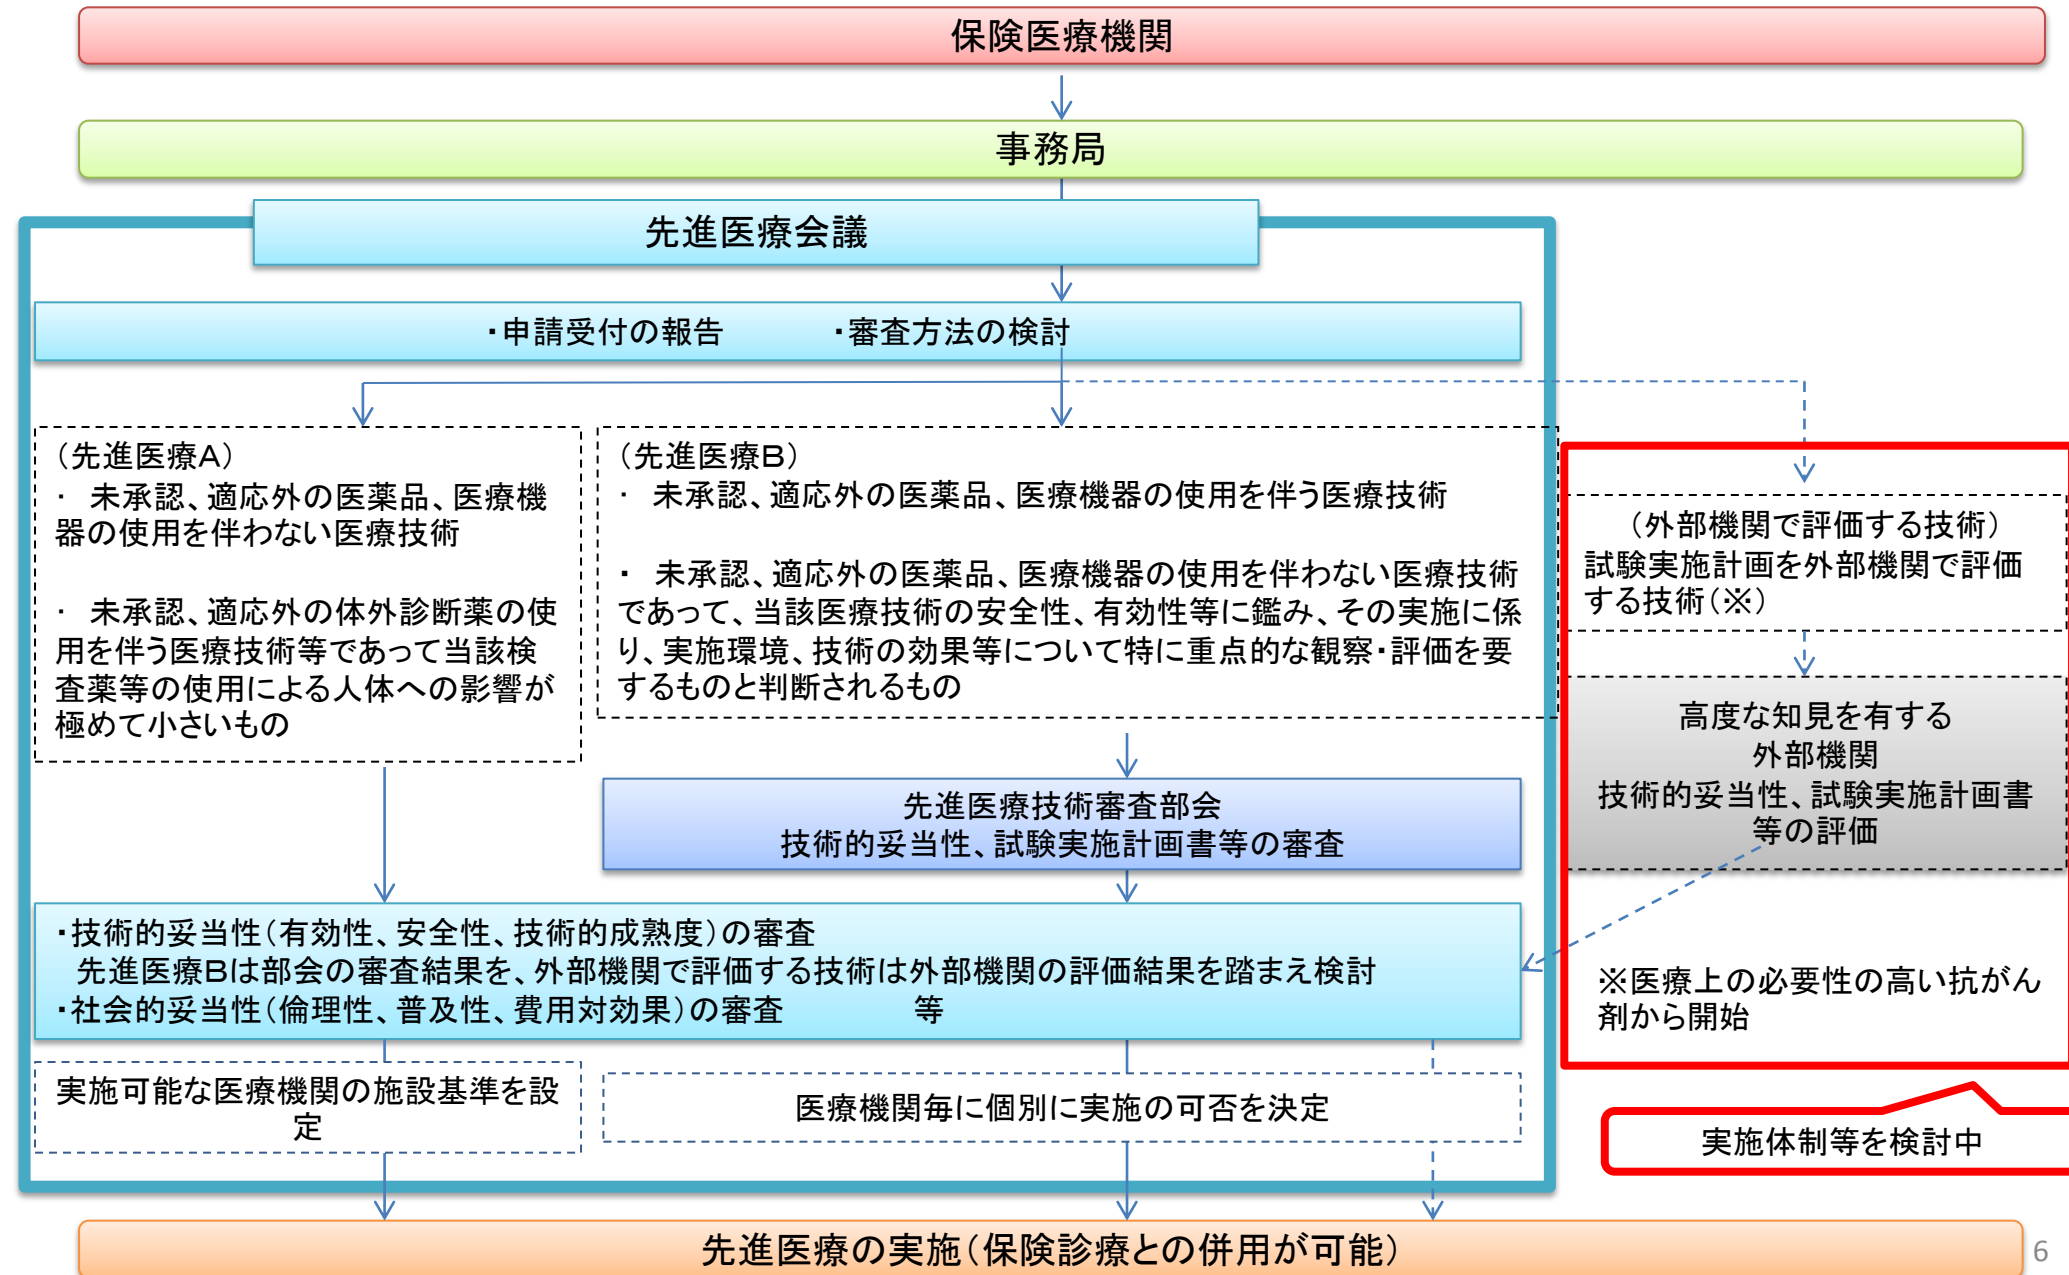 保険医療機関
事務局
先進医療会議
・申請受付の報告　　　・審査方法の検討
（先進医療A）
・ 未承認、適応外の医薬品、医療機
器の使用を伴わない医療技術
・ 未承認、適応外の体外診断薬の使
用を伴う医療技術等であって当該検
査薬等の使用による人体への影響が
極めて小さいもの
（先進医療B）
・ 未承認、適応外の医薬品、医療機器の使用を伴う医療技術
・ 未承認、適応外の医薬品、医療機器の使用を伴わない医療技術
であって、当該医療技術の安全性、有効性等に鑑み、その実施に係
り、実施環境、技術の効果等について特に重点的な観察・評価を要
するものと判断されるもの
（外部機関で評価する技術）
試験実施計画を外部機関で評価
する技術（※）
高度な知見を有する
外部機関
技術的妥当性、試験実施計画書
等の評価
※医療上の必要性の高い抗がん
剤から開始
実施体制等を検討中
先進医療技術審査部会
技術的妥当性、試験実施計画書等の審査
・技術的妥当性（有効性、安全性、技術的成熟度）の審査
先進医療Bは部会の審査結果を、外部機関で評価する技術は外部機関の評価結果を踏まえ検討
・社会的妥当性（倫理性、普及性、費用対効果）の審査　　　　等
実施可能な医療機関の施設基準を設
定
医療機関毎に個別に実施の可否を決定
先進医療の実施（保険診療との併用が可能）
6